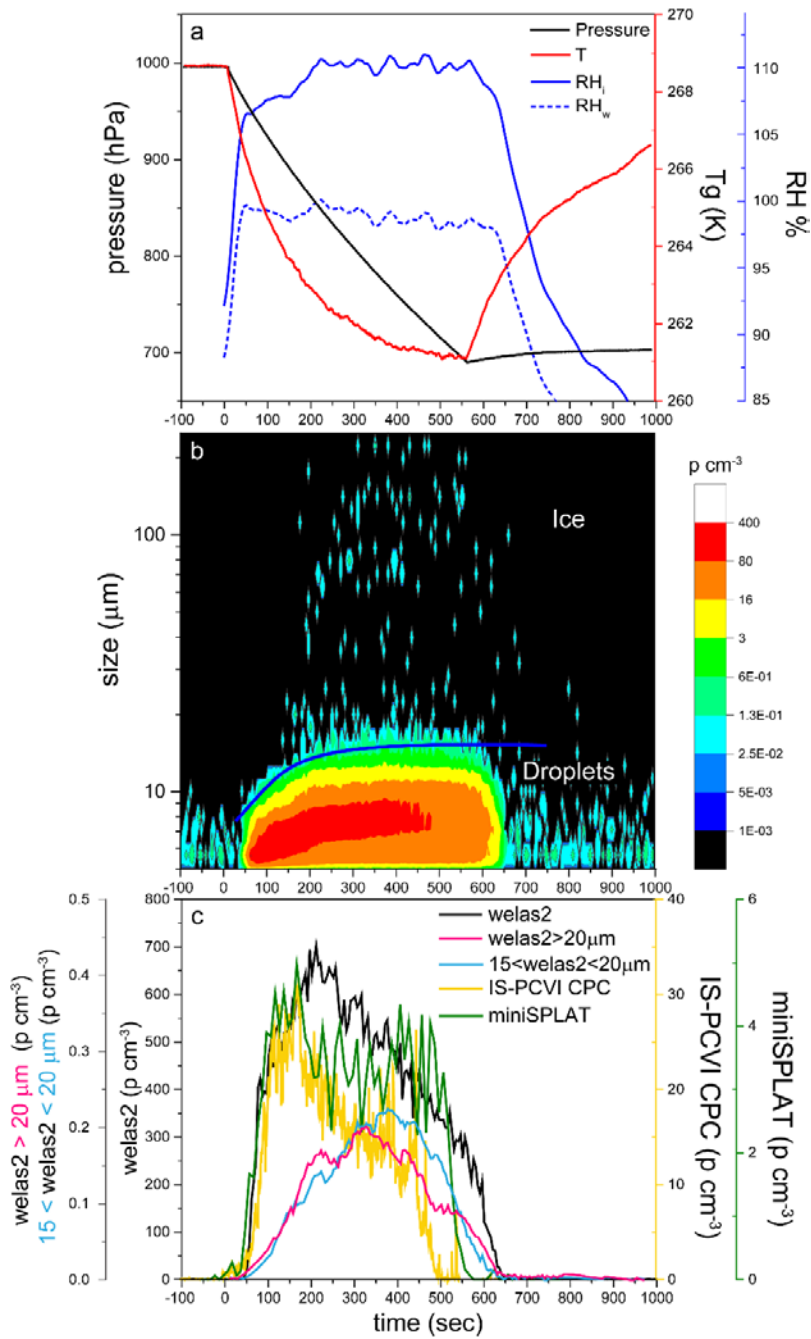 a
Pressure
T
RHi
RHw
1000
900
800
700
pressure (hPa)
270
268
266
264
262
261
260
Tg (K)
110
105
100
95
90
85
RH %
-100 0 100 200 300 400 500 600 700 800 900 1000
b
Ice
Droplets
100
10
size (μm)
p cm-3
400
80
16
3
6E-01
1.3E-01
2.5E-02
5E-03
1E-03
-100 0 100 200 300 400 500 600 700 800 900 1000
c
welas2
welas2>20μm
15<welas2<20μm
IS-PCVI CPC
miniSPLAT
welas2 > 20 μm (p cm-3)
15 < welas2 < 20 μm (p cm-3)
0.5
0.4
0.3
0.2
0.1
0.0
welas2 (p cm-3)
800
700
600
500
400
300
200
100
0
40
30
20
10
0
IS-PCVI CPC (p cm-3)
6
4
2
0
miniSPLAT (p cm-3)
-100 0 100 200 300 400 500 600 700 800 900 1000
time (sec)